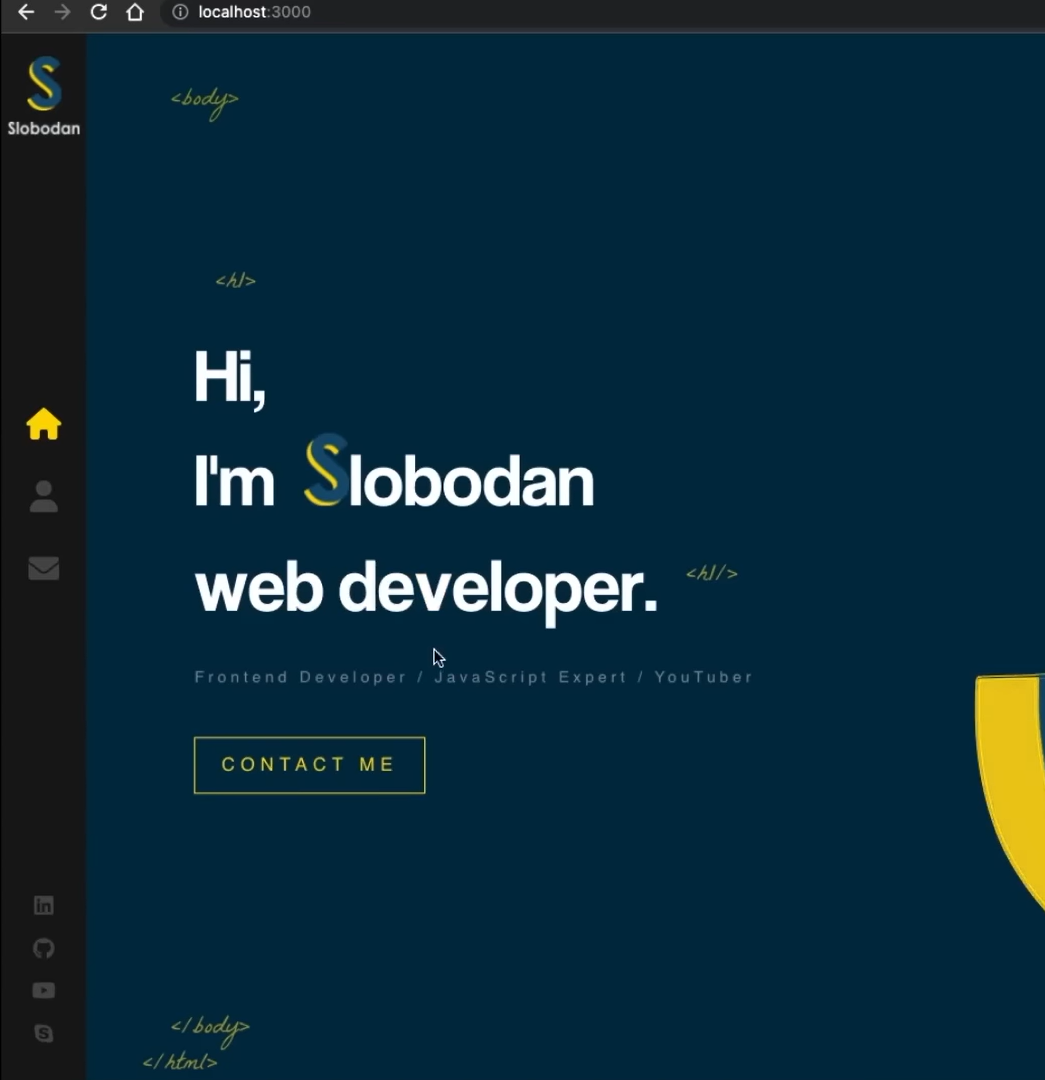 localhost:3000
Slobodan
<body>
<h1>
Hi,
I'm Slobodan
web developer.
<h1/>
Frontend Developer / JavaScript Expert / YouTuber
CONTACT ME
</body>
</html>